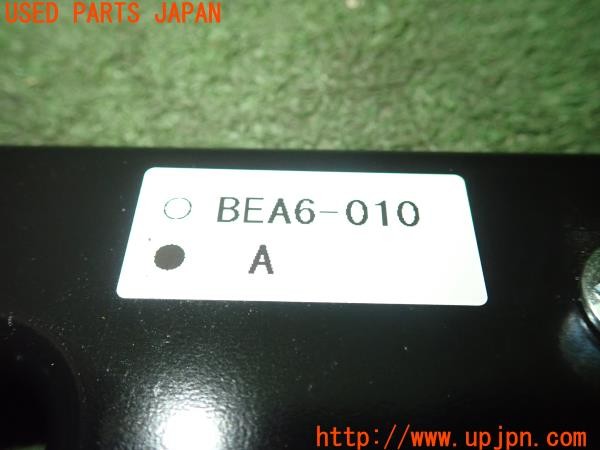 USED PARTS JAPAN
○ BEA6-010
● A
http://www.upjpn.com